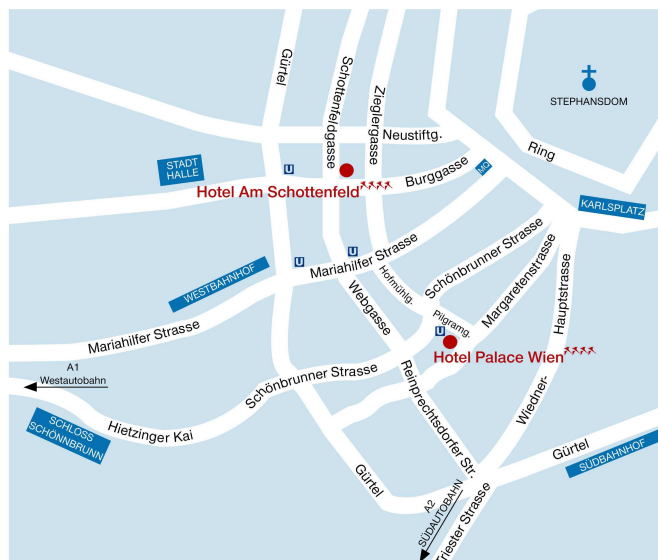 Gürtel
Schottenfeldgasse
Zieglergasse
STEPHANSDOM
Neustiftg.
Ring
STADT
HALLE
U
Burggasse
MQ
Hotel Am Schottenfeld
KARLSPLATZ
WESTBAHNHOF
U
U
Mariahilfer Strasse
Hofmühlg.
Schönbrunner Strasse
Margaretenstrasse
Hauptstrasse
Webgasse
Pilgramg.
U
Mariahilfer Strasse
Hotel Palace Wien
A1
Westautobahn
Schönbrunner Strasse
Reinprechtsdorfer Str.
Wiedner-
SCHLOSS
SCHÖNNBRUNN
Hietzinger Kai
Gürtel
Gürtel
SÜDBAHNHOF
A2
SÜDAUTOBAHN
Triester Strasse